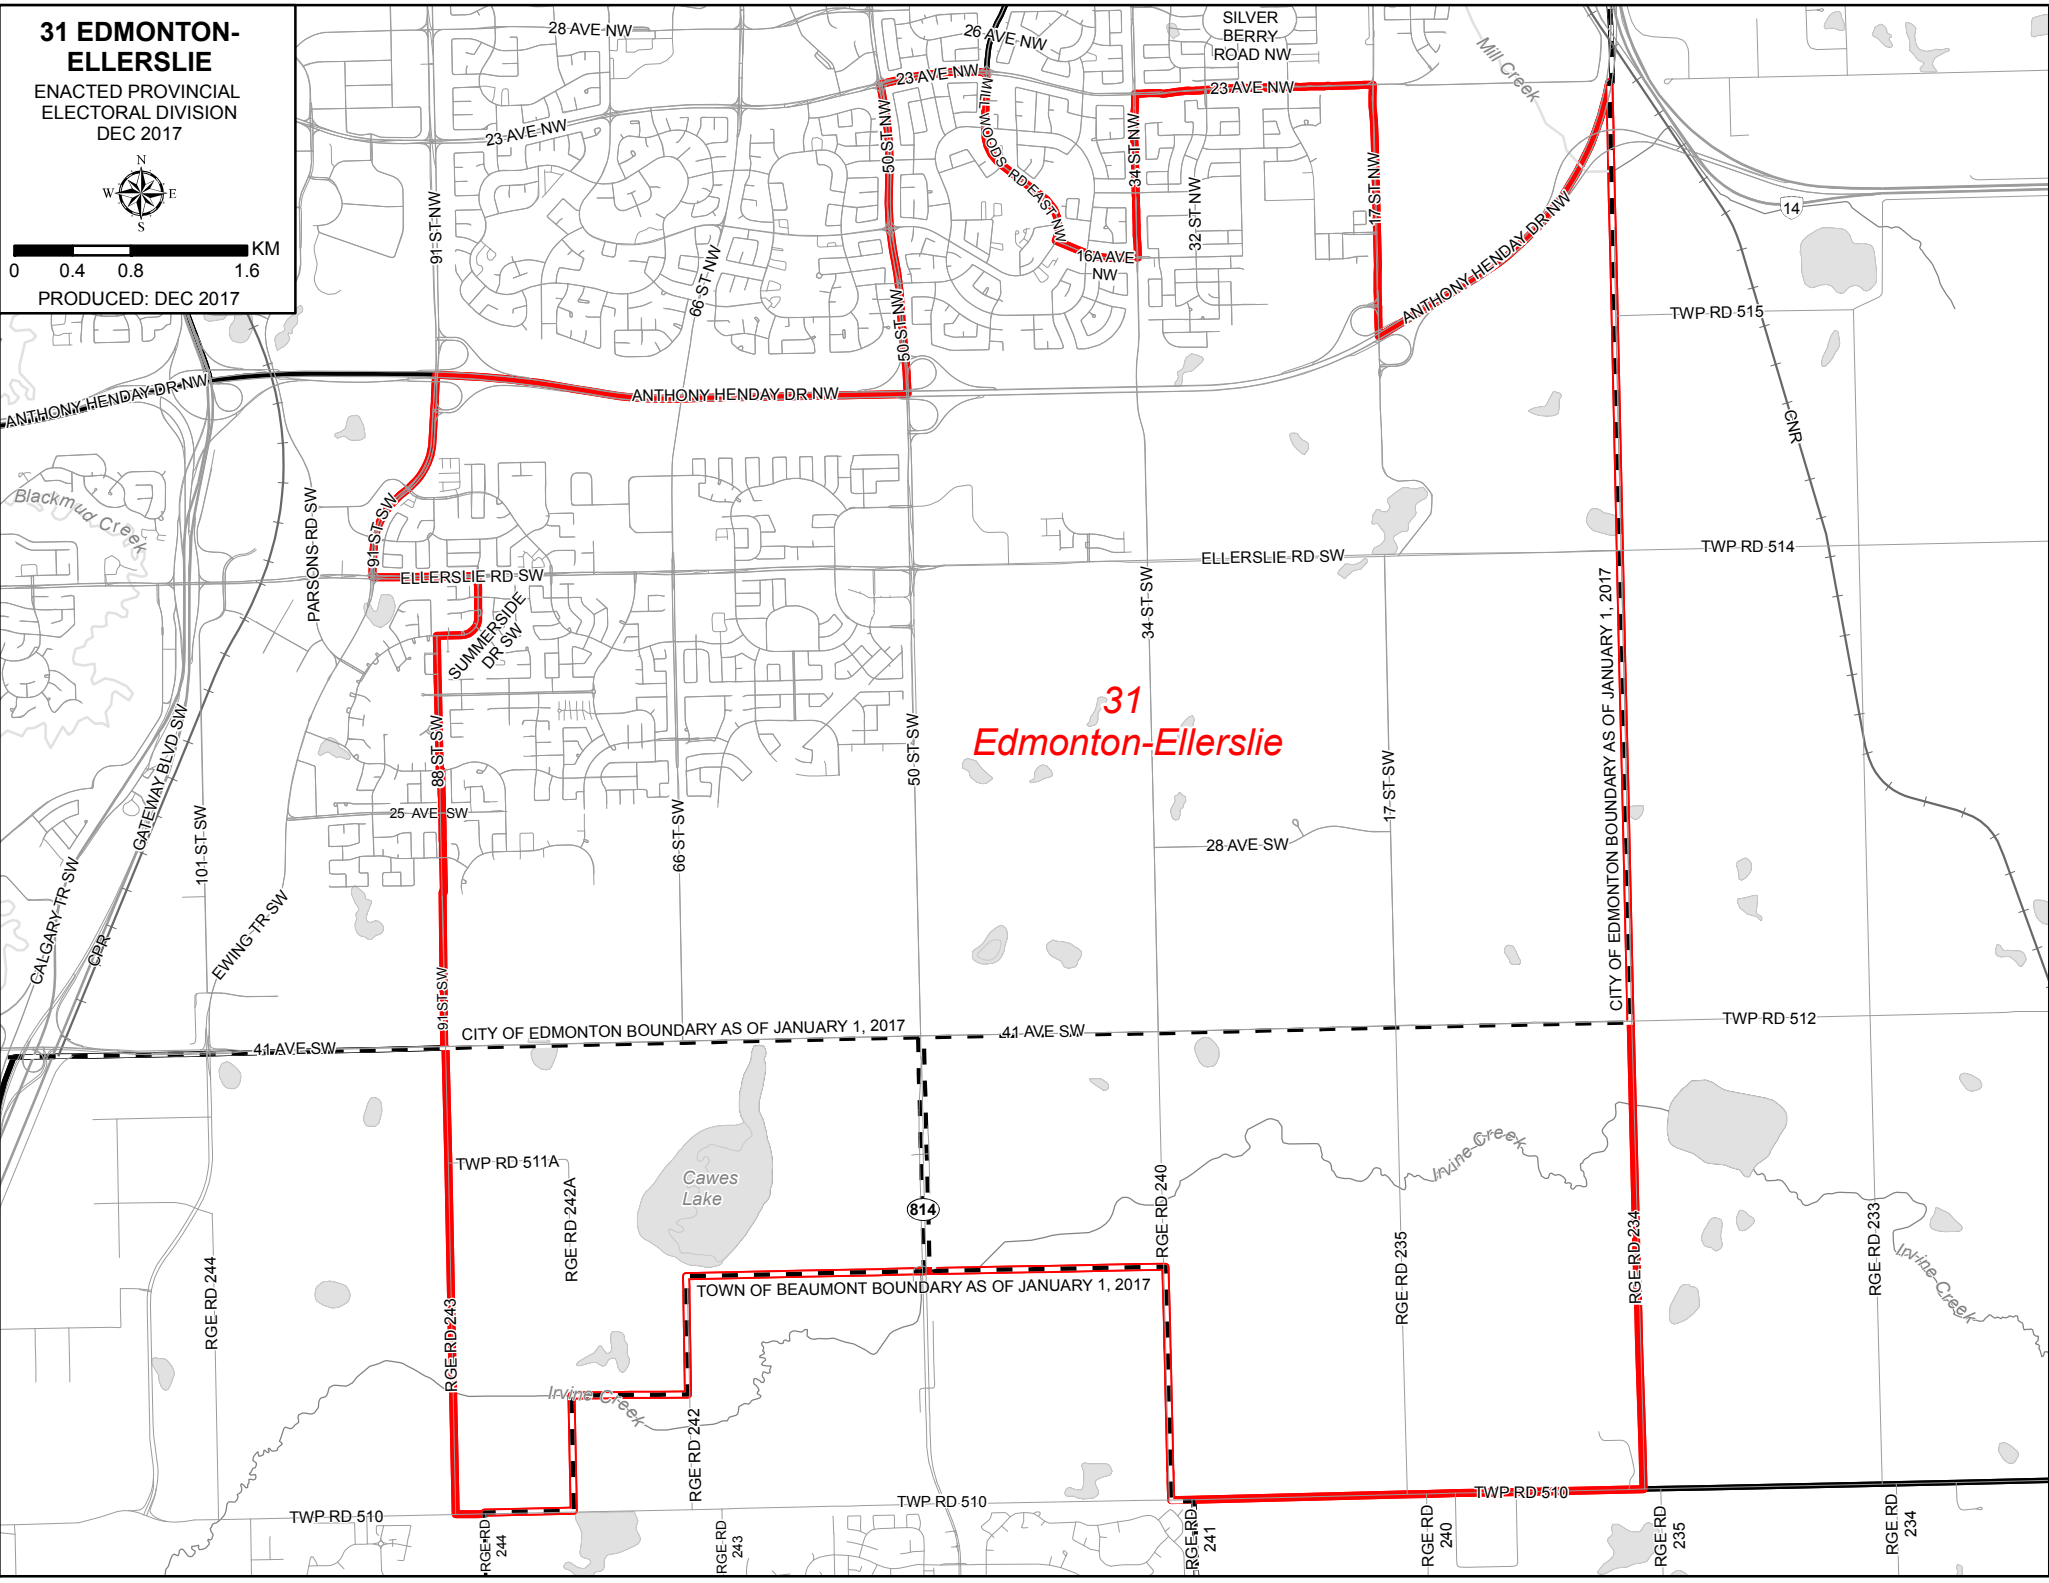 31 EDMONTON-
ELLERSLIE
ENACTED PROVINCIAL
ELECTORAL DIVISION
DEC 2017
N
W E
S
KM
0 0.4 0.8 1.6
PRODUCED: DEC 2017
28 AVE NW
26 AVE NW
SILVER
BERRY
ROAD NW
Mill Creek
23 AVE NW
23 AVE NW
23 AVE NW
MILL WOODS RD EAST NW
50 ST NW
34 ST NW
17 ST NW
32 ST NW
91 ST NW
66 ST NW
16A AVE
NW
14
ANTHONY HENDAY DR NW
50 ST NW
TWP RD 515
ANTHONY HENDAY DR NW
ANTHONY HENDAY DR NW
CNR
Blackmud Creek
PARSONS RD SW
91 ST SW
ELLERSLIE RD SW
ELLERSLIE RD SW
TWP RD 514
SUMMERSIDE
DR SW
34 ST SW
CITY OF EDMONTON BOUNDARY AS OF JANUARY 1, 2017
31
Edmonton-Ellerslie
GATEWAY BLVD SW
88 ST SW
50 ST SW
17 ST SW
25 AVE SW
101 ST SW
66 ST SW
28 AVE SW
CALGARY TR SW
CPR
EWING TR SW
91 ST SW
CITY OF EDMONTON BOUNDARY AS OF JANUARY 1, 2017
41 AVE SW
41 AVE SW
TWP RD 512
TWP RD 511A
Cawes
Lake
RGE RD 242A
814
RGE RD 240
Irvine Creek
RGE RD 244
RGE RD 243
RGE RD 235
RGE RD 234
RGE RD 233
Irvine Creek
TOWN OF BEAUMONT BOUNDARY AS OF JANUARY 1, 2017
Irvine Creek
RGE RD 242
TWP RD 510
TWP RD 510
TWP RD 510
RGE RD
244
RGE RD
243
RGE RD
241
RGE RD
240
RGE RD
235
RGE RD
234